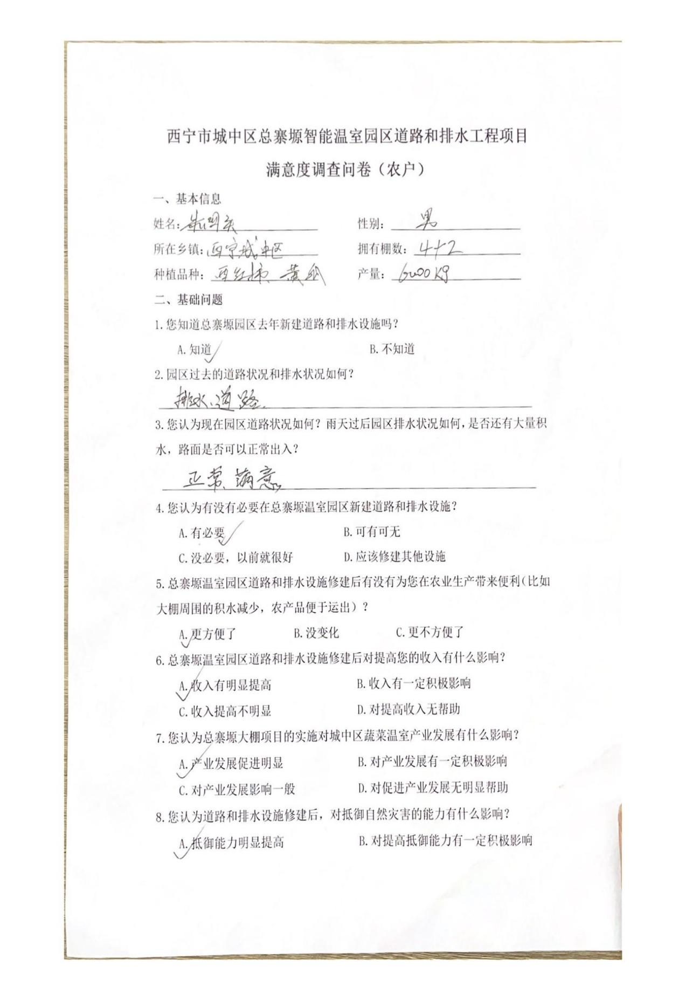 西宁市城中区总寨塬智能温室园区道路和排水工程项目
满意度调查问卷（农户）
一、基本信息
姓名: 性别: 男
所在乡镇: 西宁城中区 拥有棚数: 4+2
种植品种: 西红柿、黄瓜 产量: 6000Kg
二、基础问题
1.您知道总寨塬园区去年新建道路和排水设施吗?
A.知道 ✓ B.不知道
2.园区过去的道路状况和排水状况如何?
排水、道路.
3.您认为现在园区道路状况如何? 雨天过后园区排水状况如何,是否还有大量积
水, 路面是否可以正常出入?
正常、满意,
4.您认为有没有必要在总寨塬温室园区新建道路和排水设施?
A.有必要 ✓ B.可有可无
C.没必要, 以前就很好 D.应该修建其他设施
5.总寨塬温室园区道路和排水设施修建后有没有为您在农业生产带来便利(比如
大棚周围的积水减少, 农产品便于运出) ?
✓ A.更方便了 B.没变化 C.更不方便了
6.总寨塬温室园区道路和排水设施修建后对提高您的收入有什么影响?
✓ A.收入有明显提高 B.收入有一定积极影响
C.收入提高不明显 D.对提高收入无帮助
7.您认为总寨塬大棚项目的实施对城中区蔬菜温室产业发展有什么影响?
✓ A.产业发展促进明显 B.对产业发展有一定积极影响
C.对产业发展影响一般 D.对促进产业发展无明显帮助
8.您认为道路和排水设施修建后, 对抵御自然灾害的能力有什么影响?
✓ A.抵御能力明显提高 B.对提高抵御能力有一定积极影响